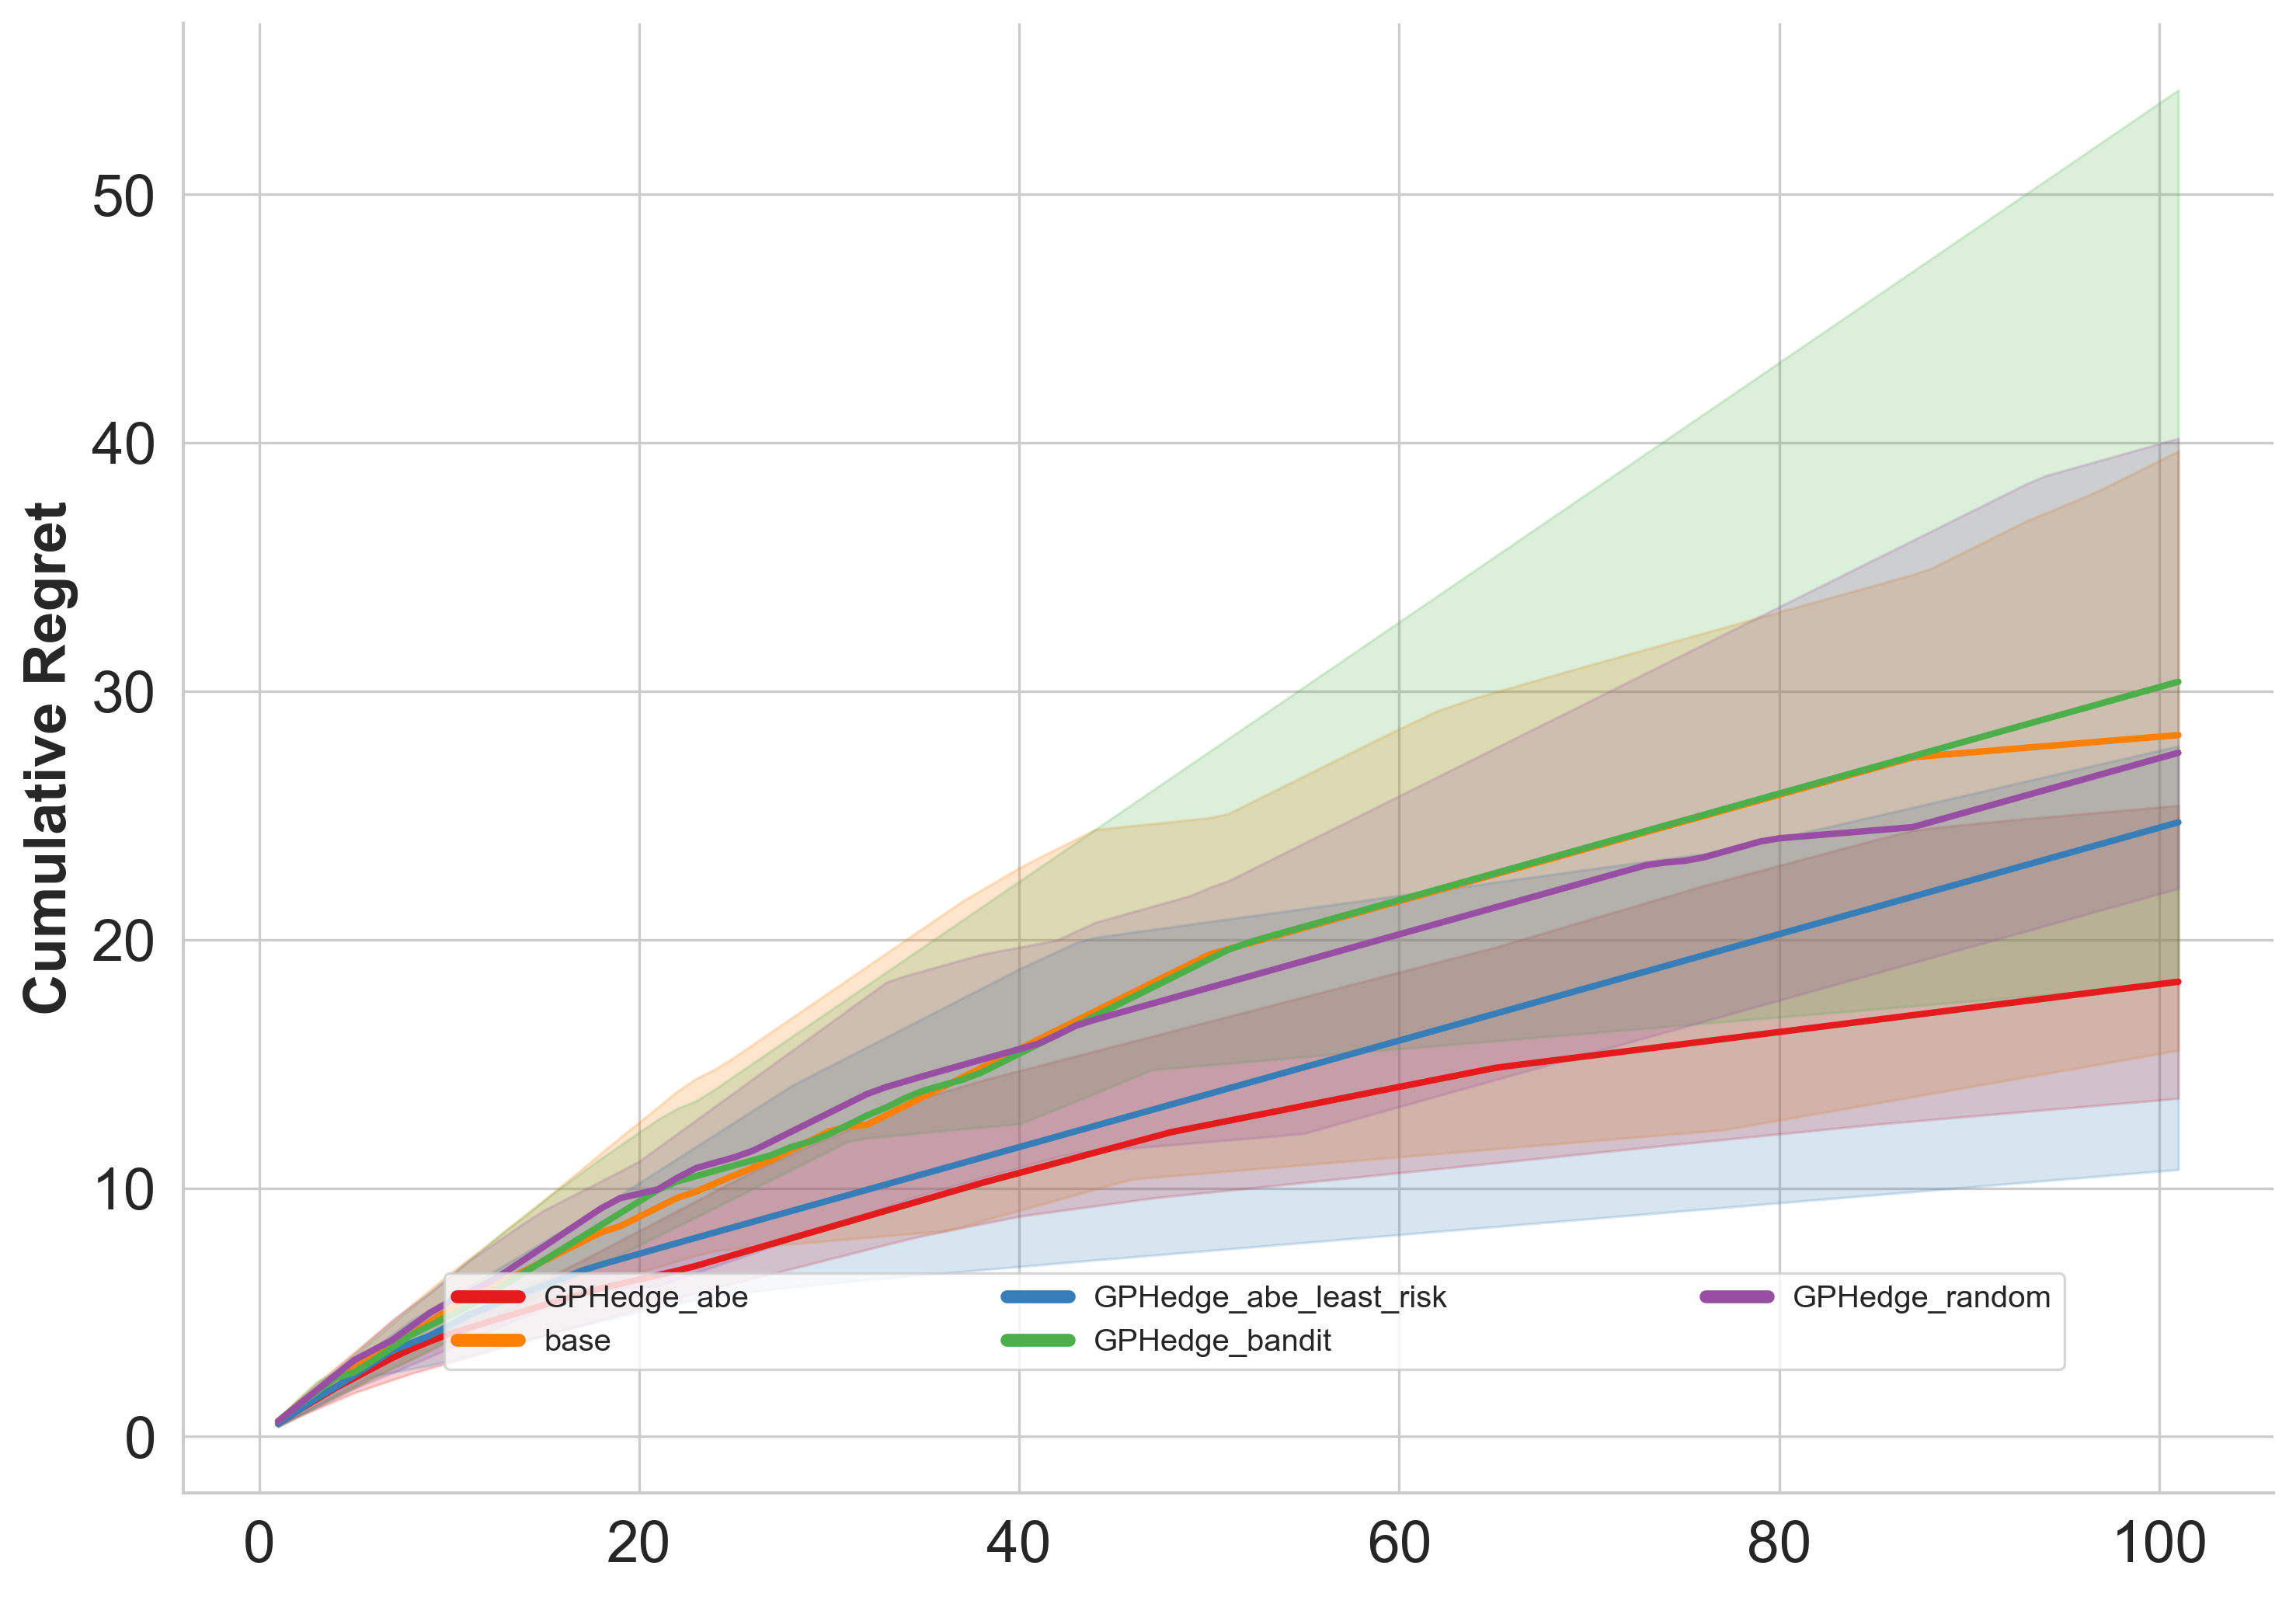 Cumulative Regret
50
40
30
20
10
0
GPHedge_abe
base
GPHedge_abe_least_risk
GPHedge_bandit
GPHedge_random
0 20 40 60 80 100